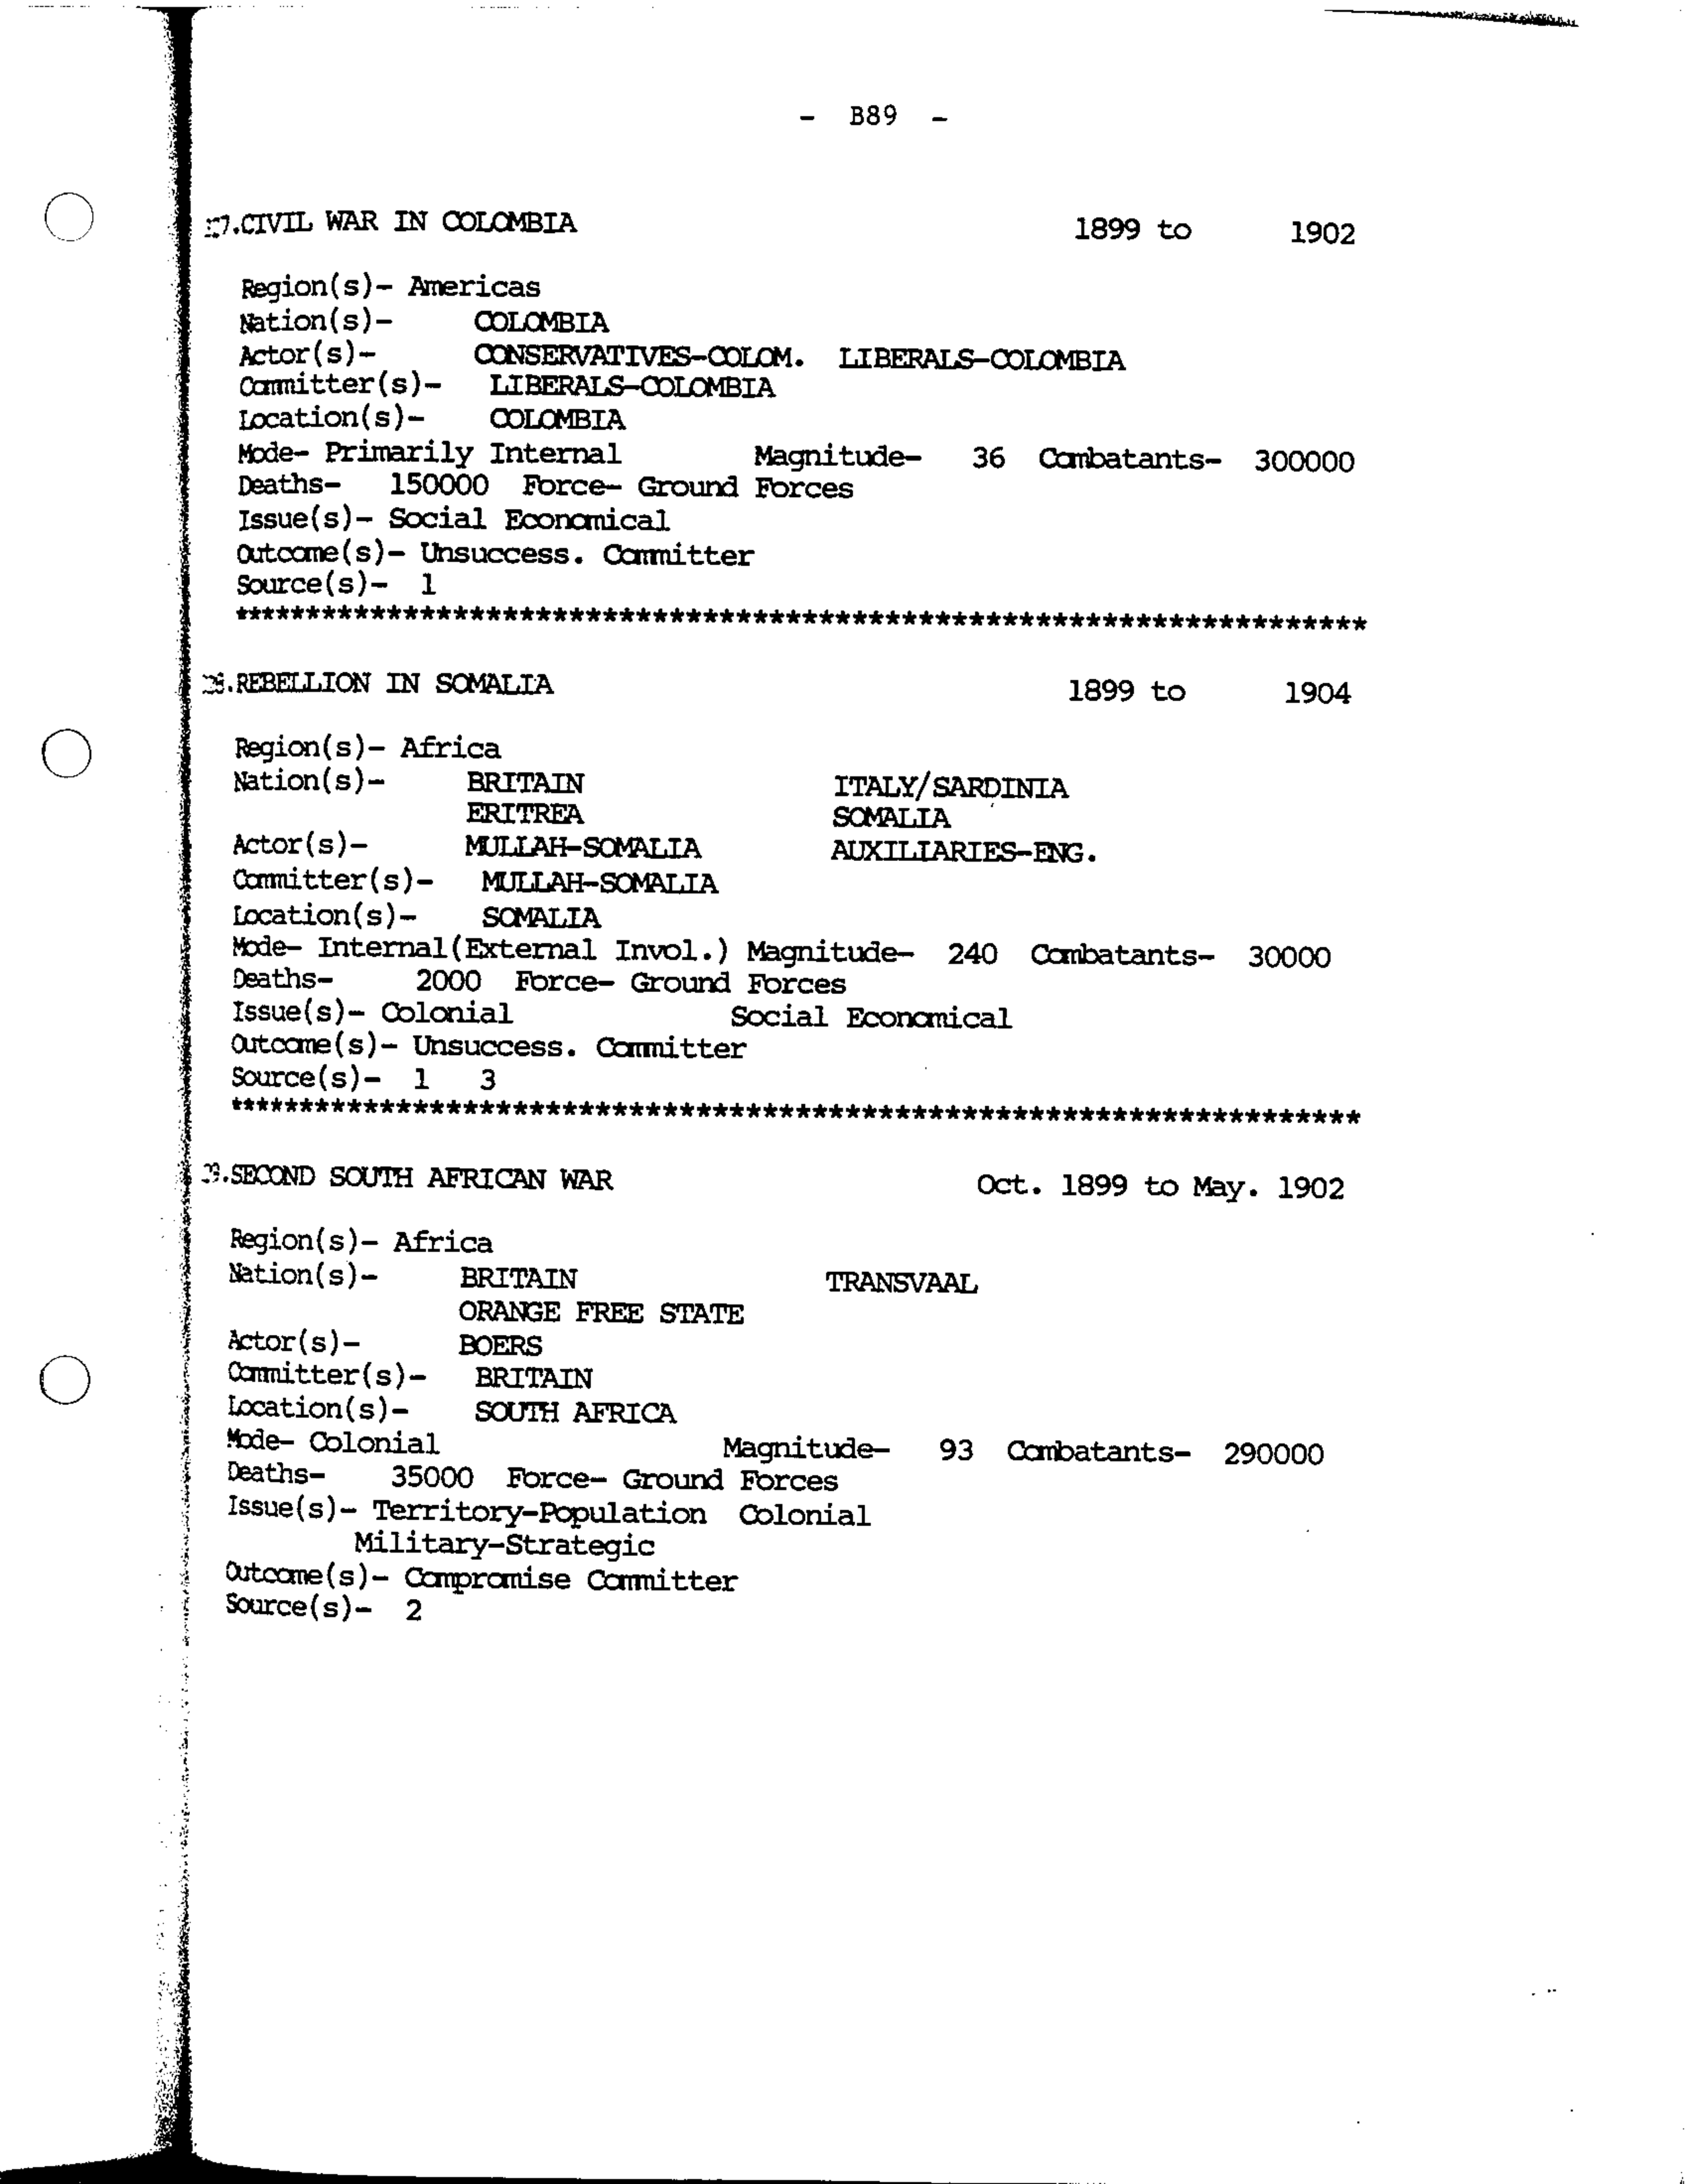 - B89 -
.CIVIL WAR IN COLOMBIA 1899 to 1902
Region(s)- Americas
Nation(s)- COLOMBIA
Actor(s)- CONSERVATIVES-COLOM. LIBERALS-COLOMBIA
Committer(s)- LIBERALS-COLOMBIA
Location(s)- COLOMBIA
Mode- Primarily Internal Magnitude- 36 Combatants- 300000
Deaths- 150000 Force- Ground Forces
Issue(s)- Social Economical
Outcome(s)- Unsuccess. Committer
Source(s)- 1
*********************************************************************
.REBELLION IN SOMALIA 1899 to 1904
Region(s)- Africa
Nation(s)- BRITAIN ITALY/SARDINIA
ERITREA SOMALIA
Actor(s)- MULLAH-SOMALIA AUXILIARIES-ENG.
Committer(s)- MULLAH-SOMALIA
Location(s)- SOMALIA
Mode- Internal(External Invol.) Magnitude- 240 Combatants- 30000
Deaths- 2000 Force- Ground Forces
Issue(s)- Colonial Social Economical
Outcome(s)- Unsuccess. Committer
Source(s)- 1 3
*********************************************************************
.SECOND SOUTH AFRICAN WAR Oct. 1899 to May. 1902
Region(s)- Africa
Nation(s)- BRITAIN TRANSVAAL
ORANGE FREE STATE
Actor(s)- BOERS
Committer(s)- BRITAIN
Location(s)- SOUTH AFRICA
Mode- Colonial Magnitude- 93 Combatants- 290000
Deaths- 35000 Force- Ground Forces
Issue(s)- Territory-Population Colonial
Military-Strategic
Outcome(s)- Compromise Committer
Source(s)- 2